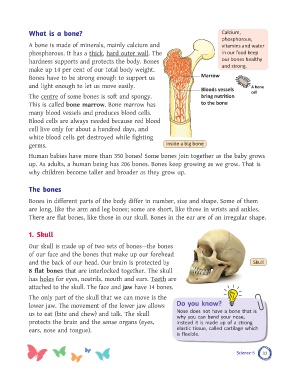 What is a bone?
A bone is made of minerals, mainly calcium and
phosphorous. It has a thick, hard outer wall. The
hardness supports and protects the body. Bones
make up 14 per cent of our total body weight.
Bones have to be strong enough to support us
and light enough to let us move easily.
The centre of some bones is soft and spongy.
This is called bone marrow. Bone marrow has
many blood vessels and produces blood cells.
Blood cells are always needed because red blood
cell live only for about a hundred days, and
white blood cells get destroyed while fighting
germs.
Calcium,
phosphorous,
vitamins and water
in our food keep
our bones healthy
and strong.
Marrow
Bloods vessels
bring nutrition
to the bone
A bone
cell
Inside a big bone
Human babies have more than 350 bones! Some bones join together as the baby grows
up. As adults, a human being has 206 bones. Bones keep growing as we grow. That is
why children become taller and broader as they grow up.
The bones
Bones in different parts of the body differ in number, size and shape. Some of them
are long, like the arm and leg bones; some are short, like those in wrists and ankles.
There are flat bones, like those in our skull. Bones in the ear are of an irregular shape.
1. Skull
Our skull is made up of two sets of bones—the bones
of our face and the bones that make up our forehead
and the back of our head. Our brain is protected by
8 flat bones that are interlocked together. The skull
has holes for eyes, nostrils, mouth and ears. Teeth are
attached to the skull. The face and jaw have 14 bones.
The only part of the skull that we can move is the
lower jaw. The movement of the lower jaw allows
us to eat (bite and chew) and talk. The skull
protects the brain and the sense organs (eyes,
ears, nose and tongue).
Skull
Do you know?
Nose does not have a bone that is
why you can bend your nose,
instead it is made up of a strong
elastic tissue, called cartilage which
is flexible.
Science-5
33